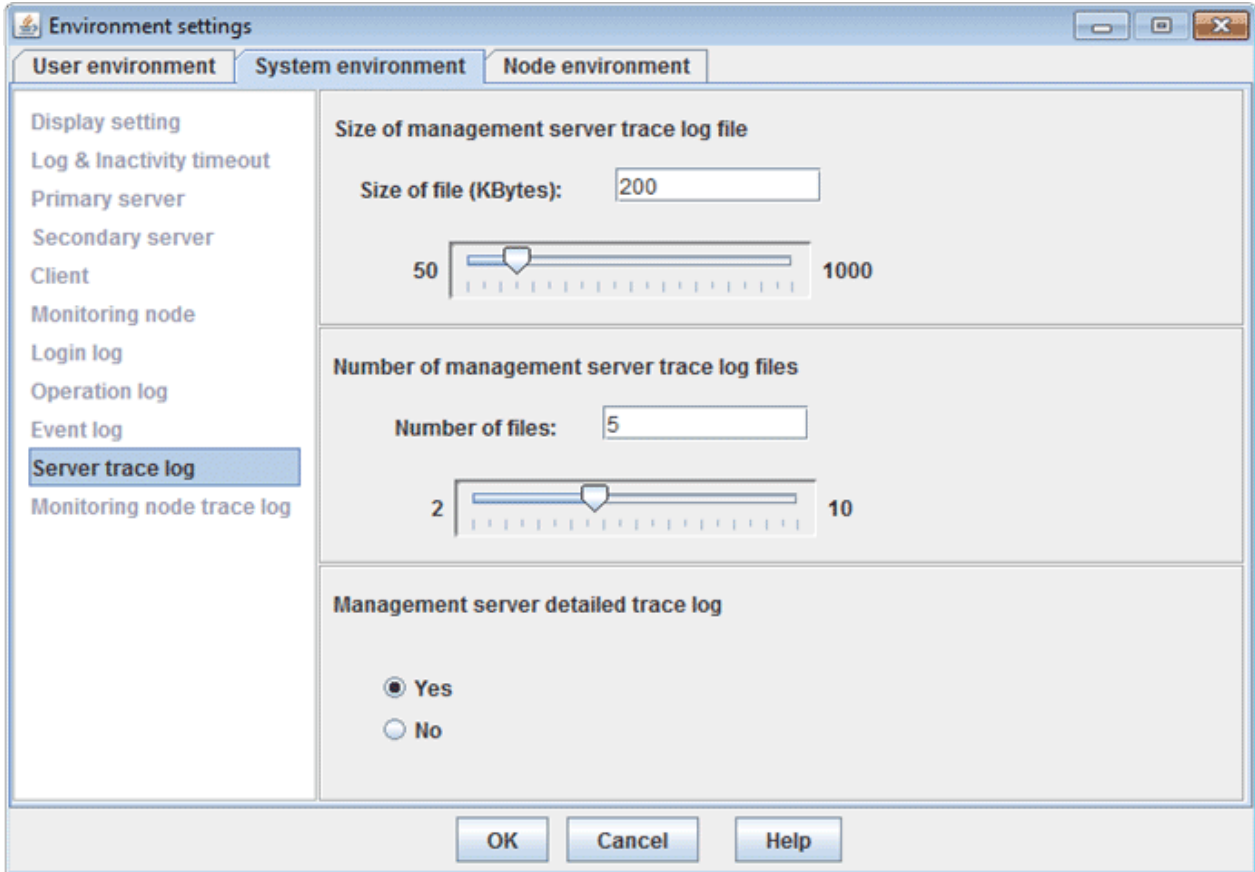 Environment settings
User environment
System environment
Node environment
Display setting
Log & Inactivity timeout
Primary server
Secondary server
Client
Monitoring node
Login log
Operation log
Event log
Server trace log
Monitoring node trace log
Size of management server trace log file
Size of file (KBytes): 200
50 1000
Number of management server trace log files
Number of files: 5
2 10
Management server detailed trace log
Yes
No
OK Cancel Help